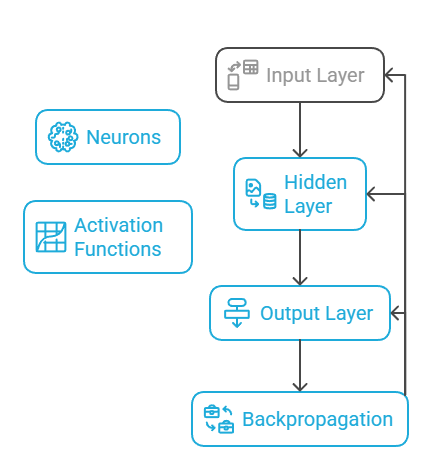 Input Layer
Neurons
Hidden
Layer
Activation
Functions
Output Layer
Backpropagation